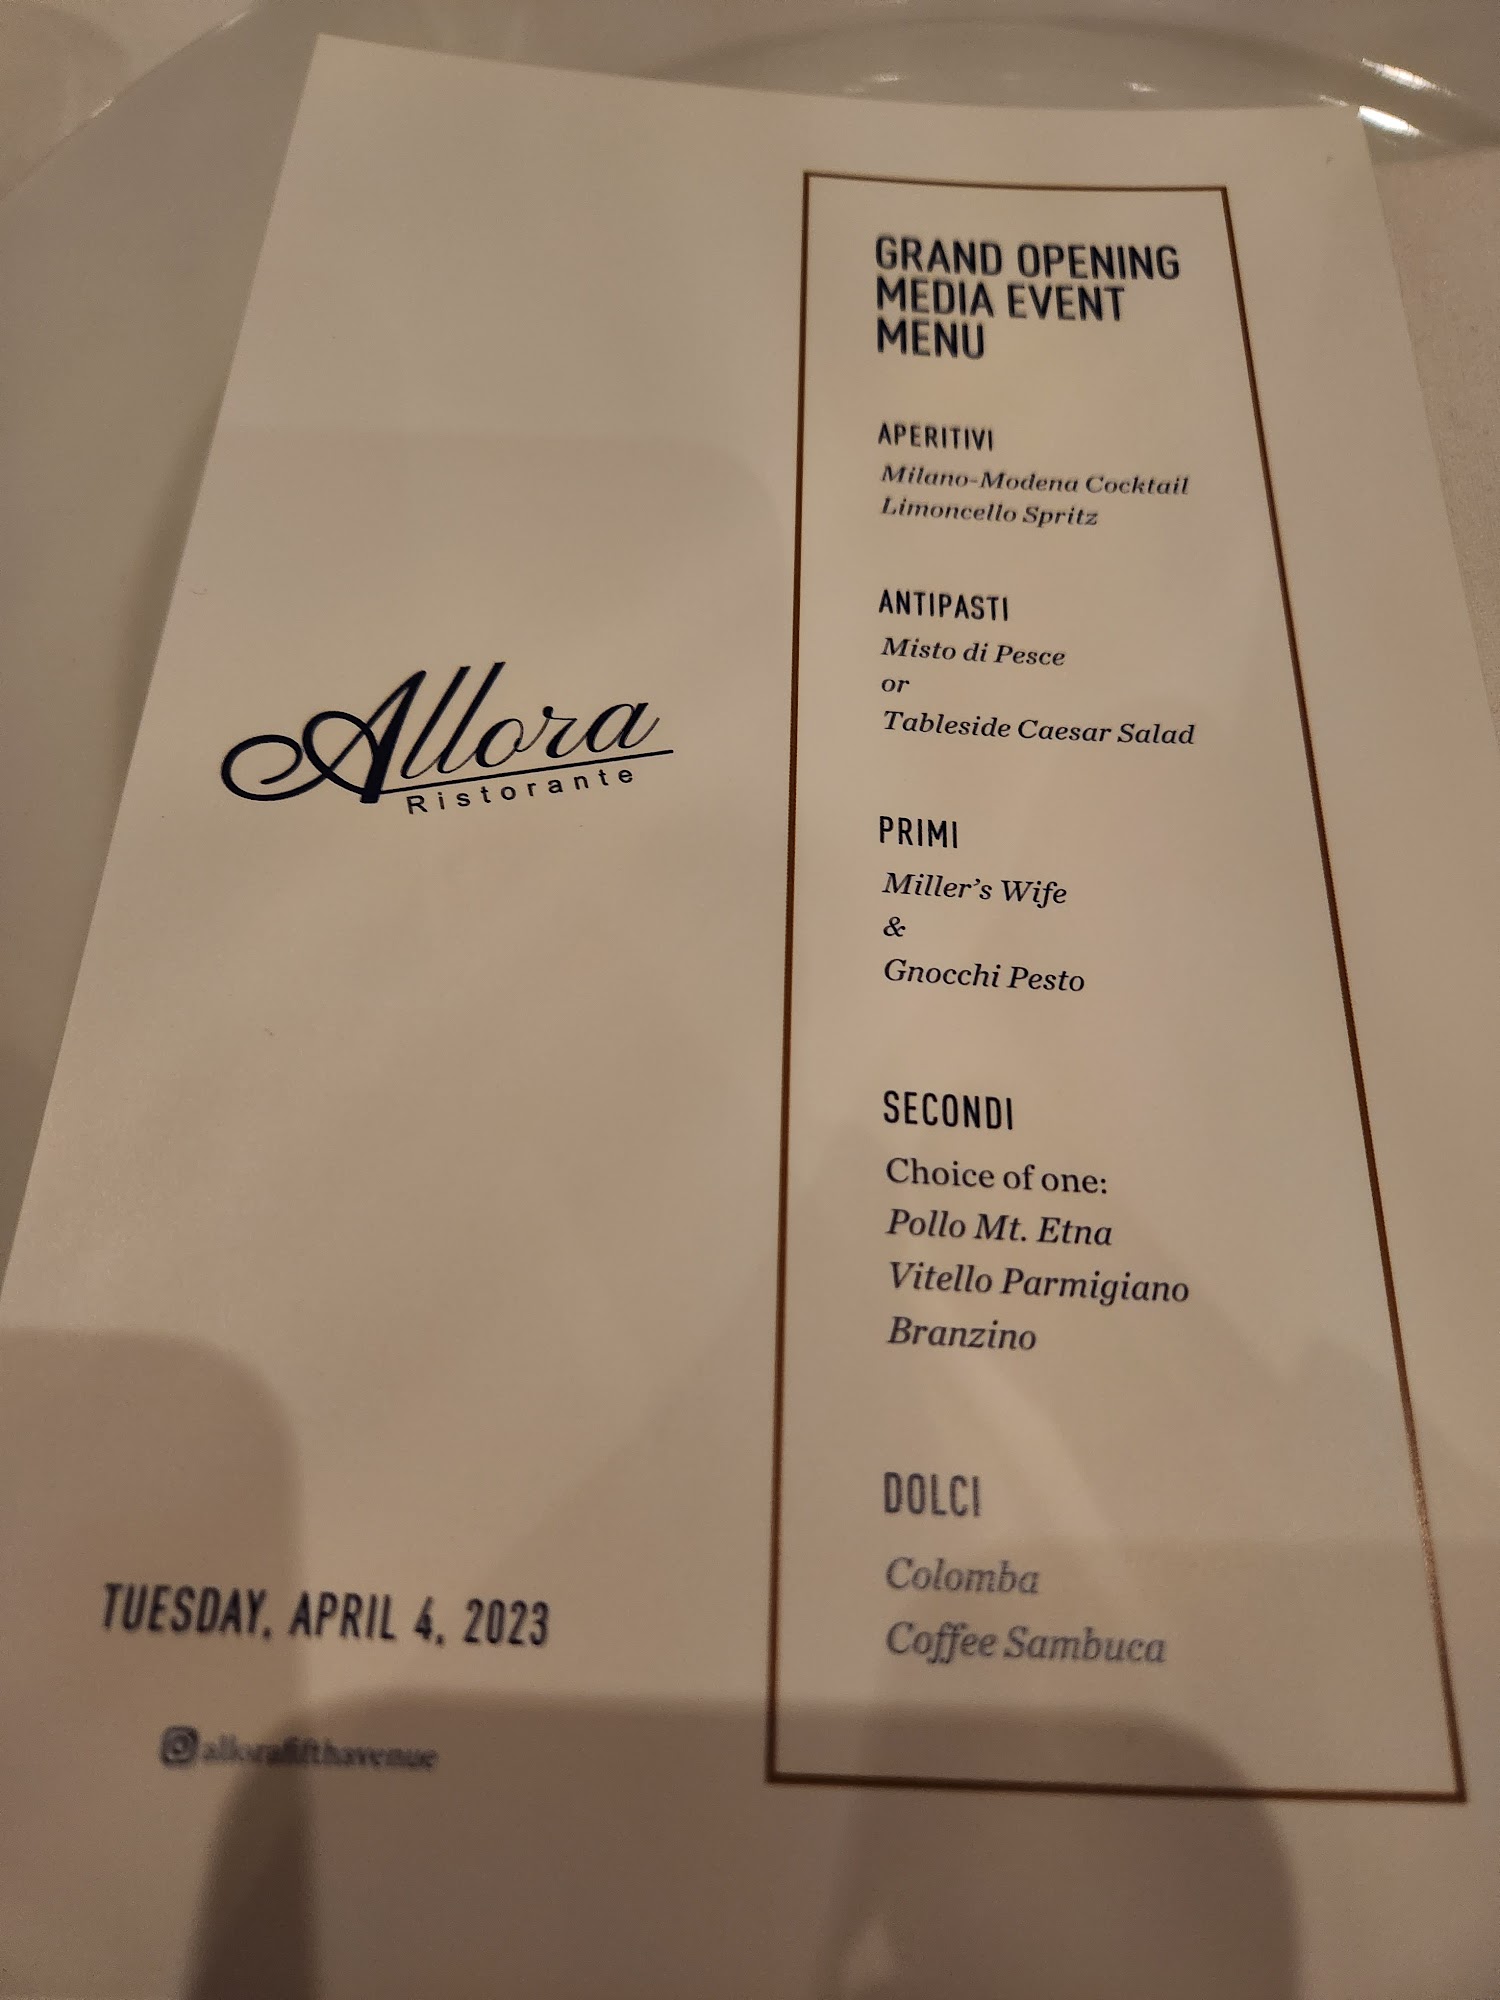 Allora
Ristorante
TUESDAY, APRIL 4, 2023
allorafifthavenue
GRAND OPENING
MEDIA EVENT
MENU
APERITIVI
Milano-Modena Cocktail
Limoncello Spritz
ANTIPASTI
Misto di Pesce
or
Tableside Caesar Salad
PRIMI
Miller's Wife
&
Gnocchi Pesto
SECONDI
Choice of one:
Pollo Mt. Etna
Vitello Parmigiano
Branzino
DOLCI
Colomba
Coffee Sambuca